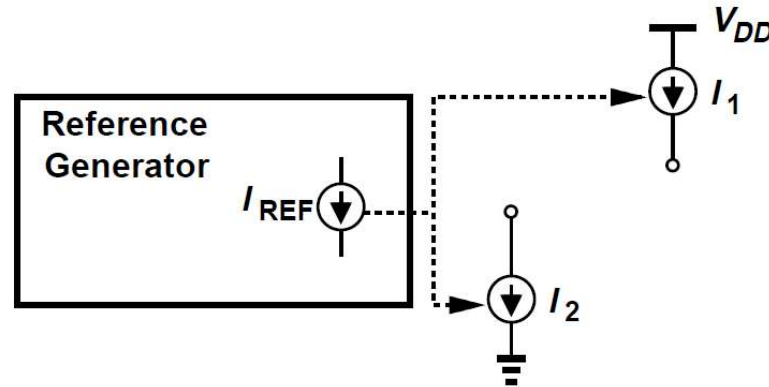 V_DD
I_1
Reference
Generator
I_REF
I_2